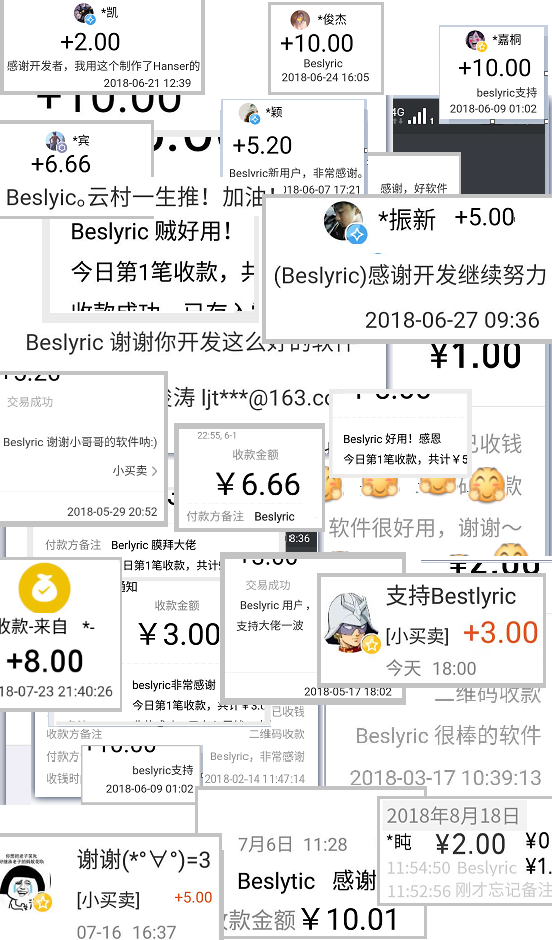 *凯
+2.00
感谢开发者，我用这个制作了Hanser的
2018-06-21 12:39
*俊杰
+10.00
Beslyric
2018-06-24 16:05
*嘉桐
+10.00
beslyric支持
2018-06-09 01:02
+10.00
*宾
+6.66
*颖
+5.20
Beslyric新用户，非常感谢。
2018-06-07 17:21
4G
1
感谢，好软件
Beslyic。云村一生推！加油！
*振新 +5.00
(Beslyric)感谢开发继续努力
2018-06-27 09:36
Beslyric 贼好用！
今日第1笔收款，共
收款成功，已存入
Beslyric 谢谢你开发这么好的软件
¥1.00
+5.20
交易成功
Beslyric 谢谢小哥哥的软件呐:)
小买卖
2018-05-29 20:52
涛 ljt***@163.co
22:55, 6-1
收款金额
￥6.66
付款方备注 Beslyric
Beslyric 好用！感恩
今日第1笔收款，共计￥5
已收钱
款
软件很好用，谢谢～
付款方备注 Berlyric 膜拜大佬
日第1笔收款，共计
8:36
¥2.00
收款-来自 *-
+8.00
18-07-23 21:40:26
通知
收款金额
￥3.00
beslyric非常感谢
今日第1笔收款，共计￥3.0
交易成功
Beslyric 用户，
支持大佬一波
2018-05-17 18:02
支持Bestlyric
[小买卖] +3.00
今天 18:00
二维码收款
Beslyric 很棒的软件
2018-03-17 10:39:13
已收钱
收款方备注 二维码收款
付款方 Beslyric，非常感谢
收钱时 2018-02-14 11:47:14
+10.00
beslyric支持
2018-06-09 01:02
谢谢(*°∀°)=3
[小买卖] +5.00
07-16 16:37
7月6日 11:28
Beslytic 感谢
收款金额￥10.01
2018年8月18日
*盹 ¥2.00 ¥0
11:54:50 Beslyric ¥1.
11:52:56 刚才忘记备注